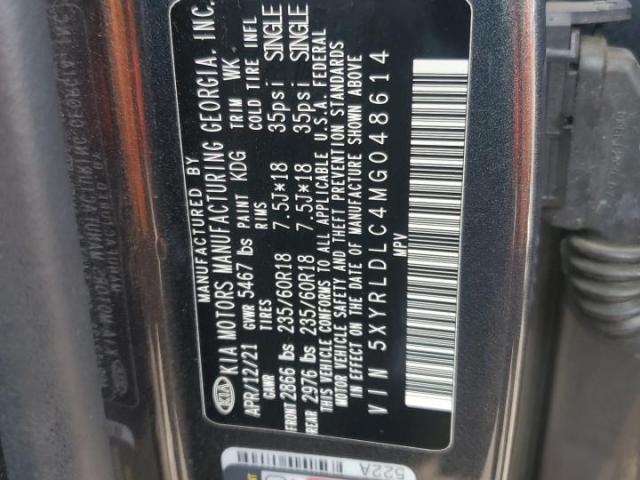 MANUFACTURED BY
KIA KIA MOTORS MANUFACTURING GEORGIA, INC.
APR/12/21 GVWR 5467 lbs PAINT KDG TRIM WK
GAWR TIRES RIMS COLD TIRE INFL
FRONT 2866 lbs 235/60R18 7.5J*18 35psi SINGLE
REAR 2976 lbs 235/60R18 7.5J*18 35psi SINGLE
THIS VEHICLE CONFORMS TO ALL APPLICABLE U.S.A. FEDERAL
MOTOR VEHICLE SAFETY AND THEFT PREVENTION STANDARDS
IN EFFECT ON THE DATE OF MANUFACTURE SHOWN ABOVE
VIN 5XYRLDLC4MG048614
MPV
522A